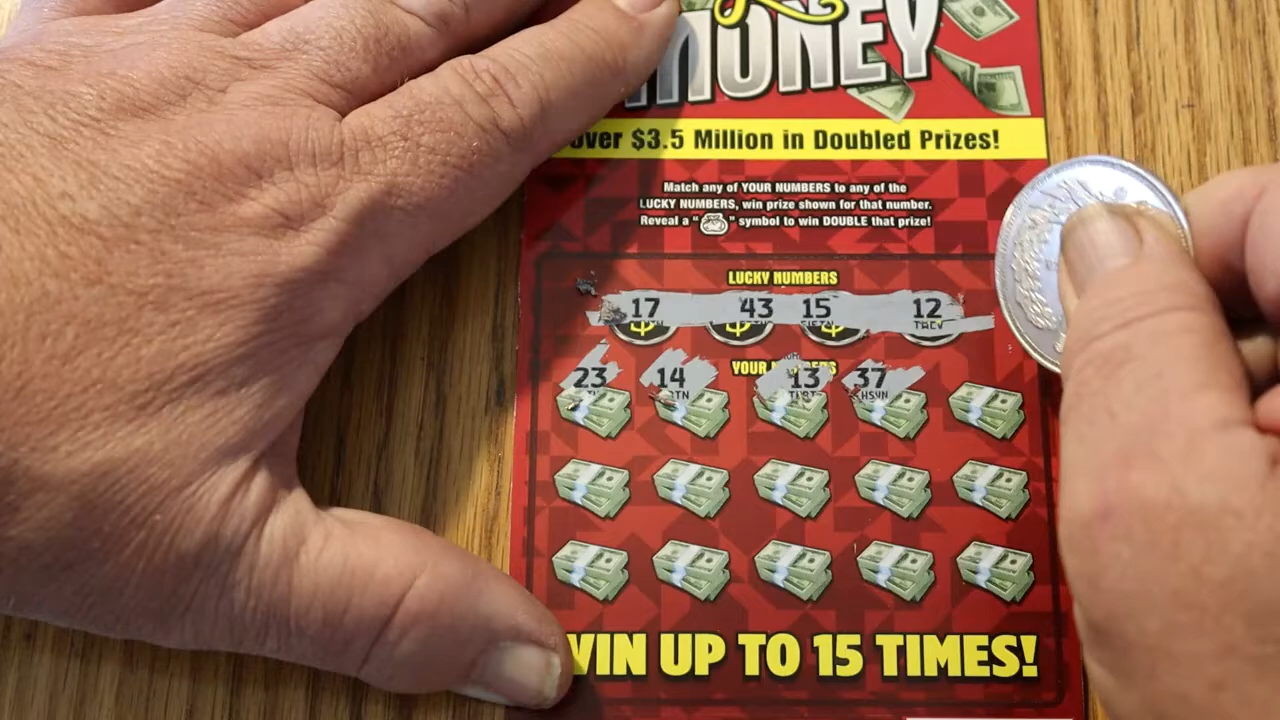 MONEY
over $3.5 Million in Doubled Prizes!
Match any of YOUR NUMBERS to any of the
LUCKY NUMBERS, win prize shown for that number.
Reveal a " " symbol to win DOUBLE that prize!
LUCKY NUMBERS
17 43 15 12
YOUR
23 14 13 37
WIN UP TO 15 TIMES!